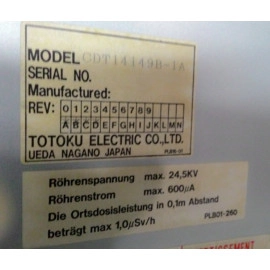 MODEL CDT14149B-1A
SERIAL NO.
Manufactured:
REV: 0 1 2 3 4 5 6 7 8 9
A B C D E F G H I J K L M N
TOTOKU ELECTRIC CO.,LTD.
UEDA NAGANO JAPAN
Röhrenspannung max. 24,5KV
Röhrenstrom max. 600µA
Die Ortsdosisleistung in 0,1m Abstand
beträgt max 1,0µSv/h PLB01-260